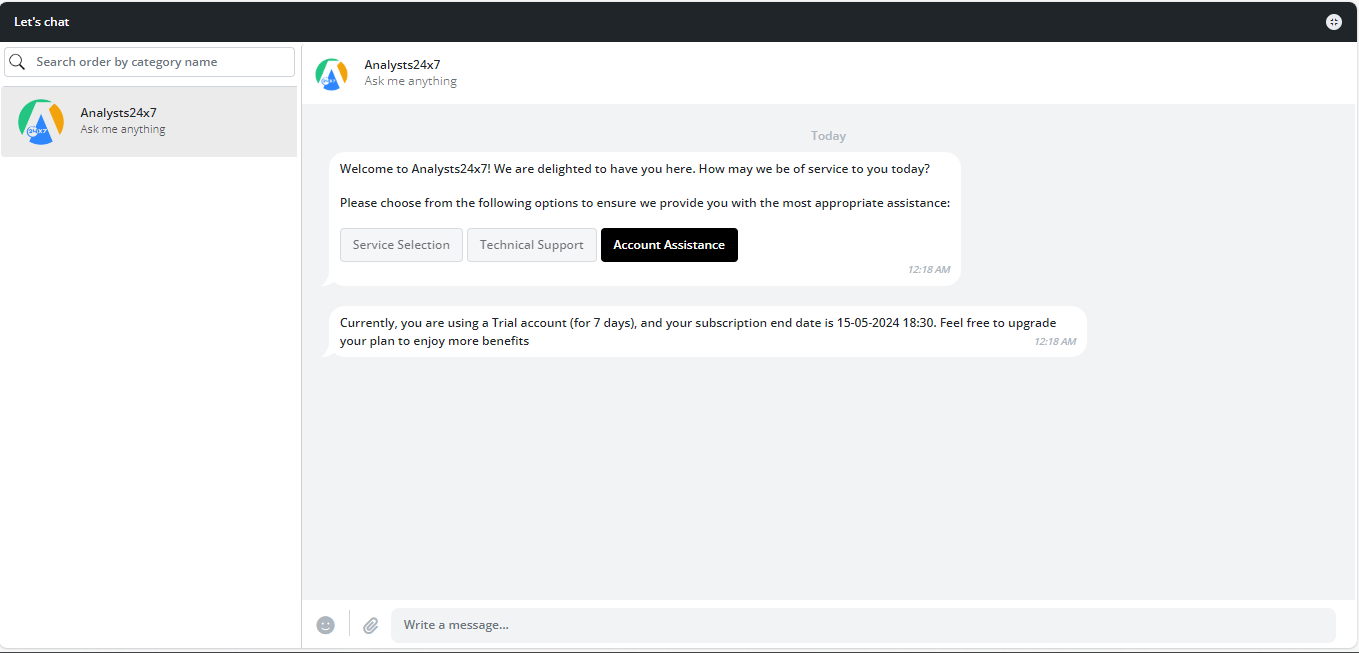 Let's chat
Search order by category name
Analysts24x7
Ask me anything
Analysts24x7
Ask me anything
Today
Welcome to Analysts24x7! We are delighted to have you here. How may we be of service to you today?
Please choose from the following options to ensure we provide you with the most appropriate assistance:
Service Selection Technical Support Account Assistance
12:18 AM
Currently, you are using a Trial account (for 7 days), and your subscription end date is 15-05-2024 18:30. Feel free to upgrade
your plan to enjoy more benefits
12:18 AM
Write a message...